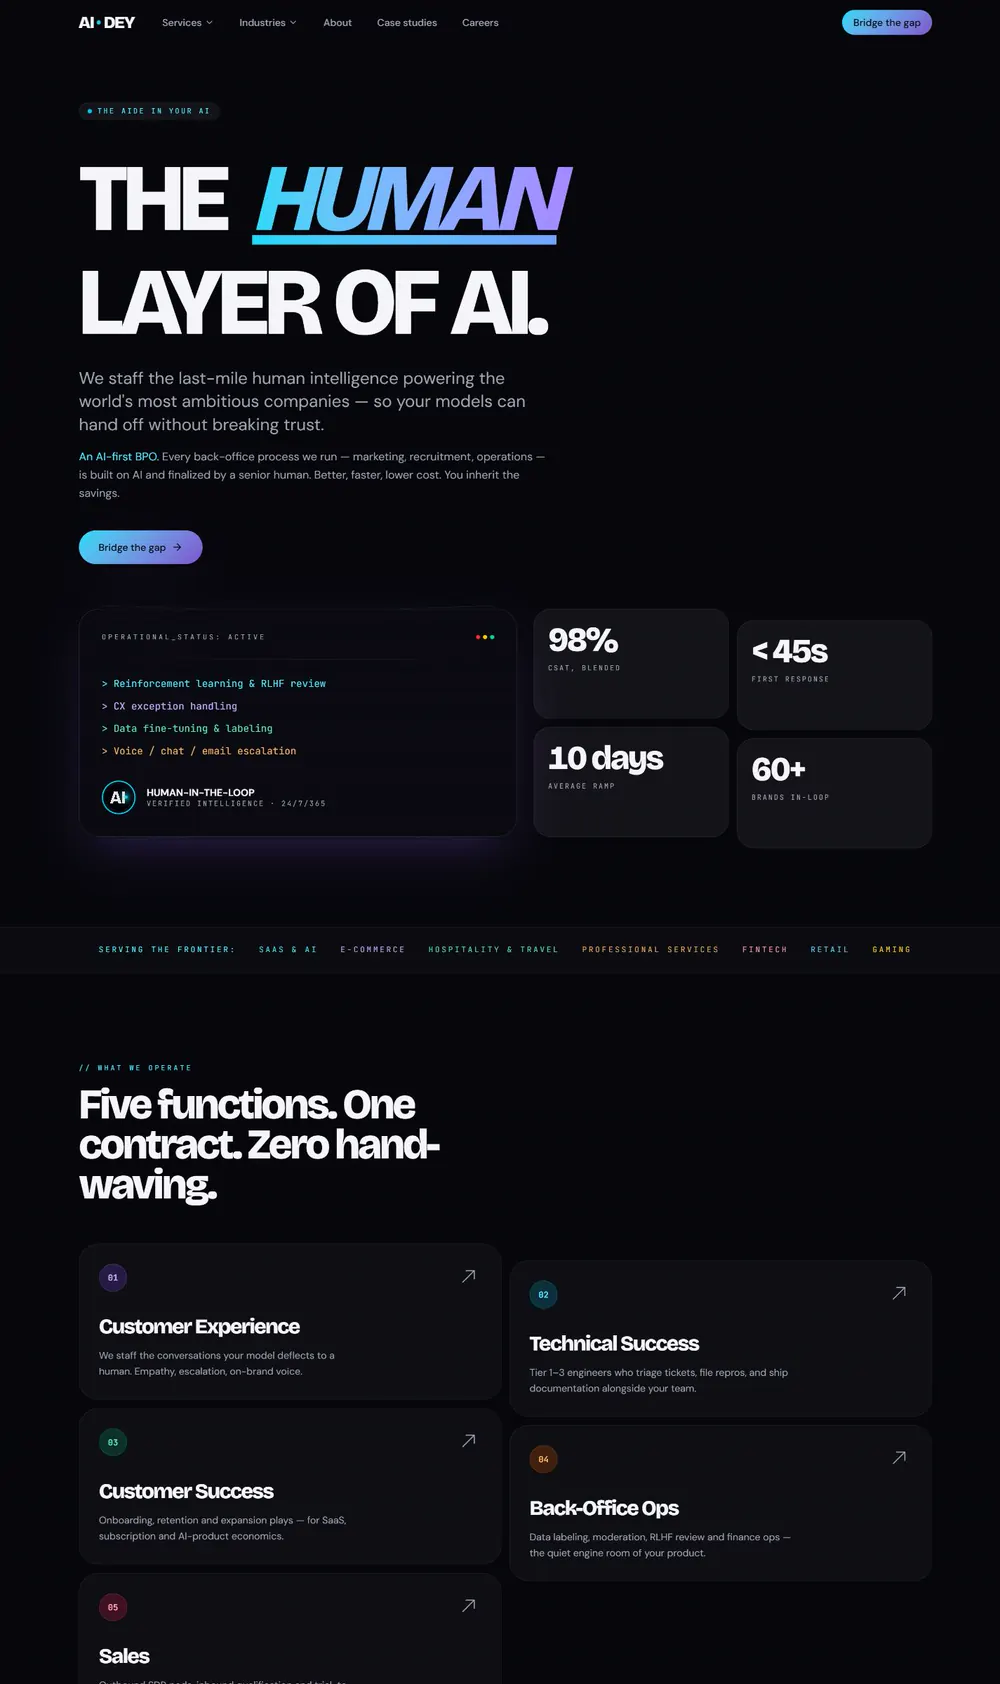 AI•DEY
Services
Industries
About
Case studies
Careers
Bridge the gap
THE AIDE IN YOUR AI
THE HUMAN
LAYER OF AI.
We staff the last-mile human intelligence powering the
world's most ambitious companies — so your models can
hand off without breaking trust.
An AI-first BPO. Every back-office process we run — marketing, recruitment, operations —
is built on AI and finalized by a senior human. Better, faster, lower cost. You inherit the
savings.
Bridge the gap →
OPERATIONAL_STATUS: ACTIVE
> Reinforcement learning & RLHF review
> CX exception handling
> Data fine-tuning & labeling
> Voice / chat / email escalation
AI
HUMAN-IN-THE-LOOP
VERIFIED INTELLIGENCE · 24/7/365
98%
CSAT, BLENDED
< 45s
FIRST RESPONSE
10 days
AVERAGE RAMP
60+
BRANDS IN-LOOP
SERVING THE FRONTIER: SAAS & AI E-COMMERCE HOSPITALITY & TRAVEL PROFESSIONAL SERVICES FINTECH RETAIL GAMING
// WHAT WE OPERATE
Five functions. One
contract. Zero hand-
waving.
01
Customer Experience
We staff the conversations your model deflects to a
human. Empathy, escalation, on-brand voice.
02
Technical Success
Tier 1–3 engineers who triage tickets, file repros, and ship
documentation alongside your team.
03
Customer Success
Onboarding, retention and expansion plays — for SaaS,
subscription and AI-product economics.
04
Back-Office Ops
Data labeling, moderation, RLHF review and finance ops —
the quiet engine room of your product.
05
Sales